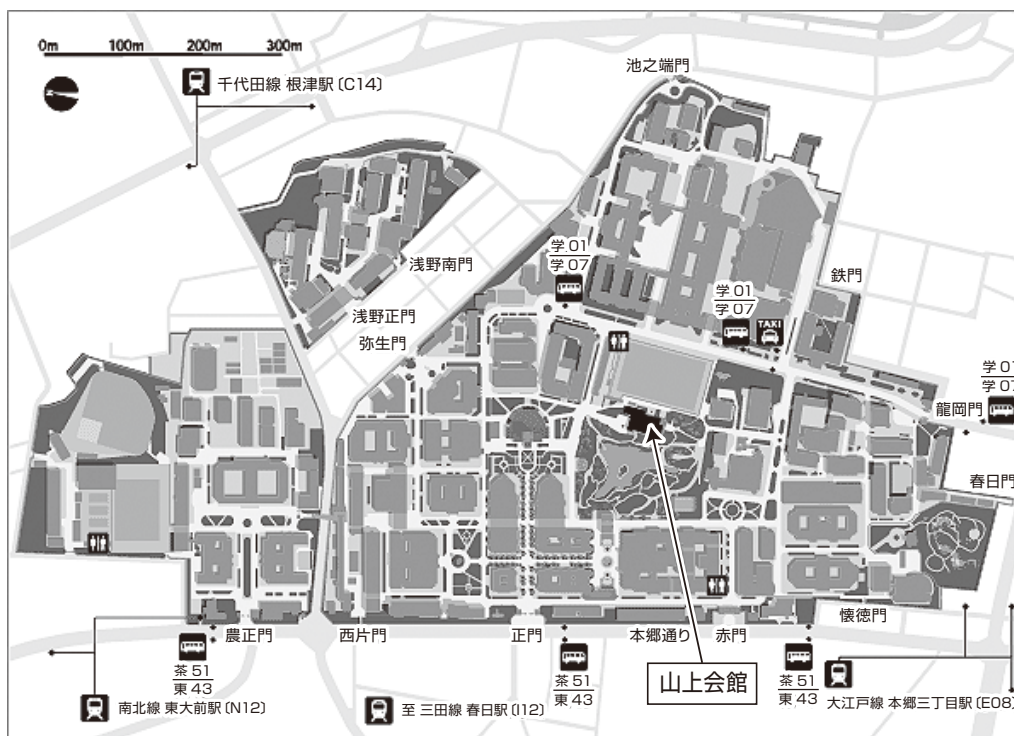 0m 100m 200m 300m
千代田線 根津駅〔C14〕
池之端門
浅野南門
学 01
学 07
学 01
学 07
TAXI
鉄門
浅野正門
弥生門
学 01
学 07
龍岡門
春日門
懐徳門
農正門
西片門
正門
本郷通り
赤門
茶 51
東 43
茶 51
東 43
山上会館
茶 51
東 43
大江戸線 本郷三丁目駅〔E08〕
南北線 東大前駅〔N12〕
至 三田線 春日駅〔I12〕